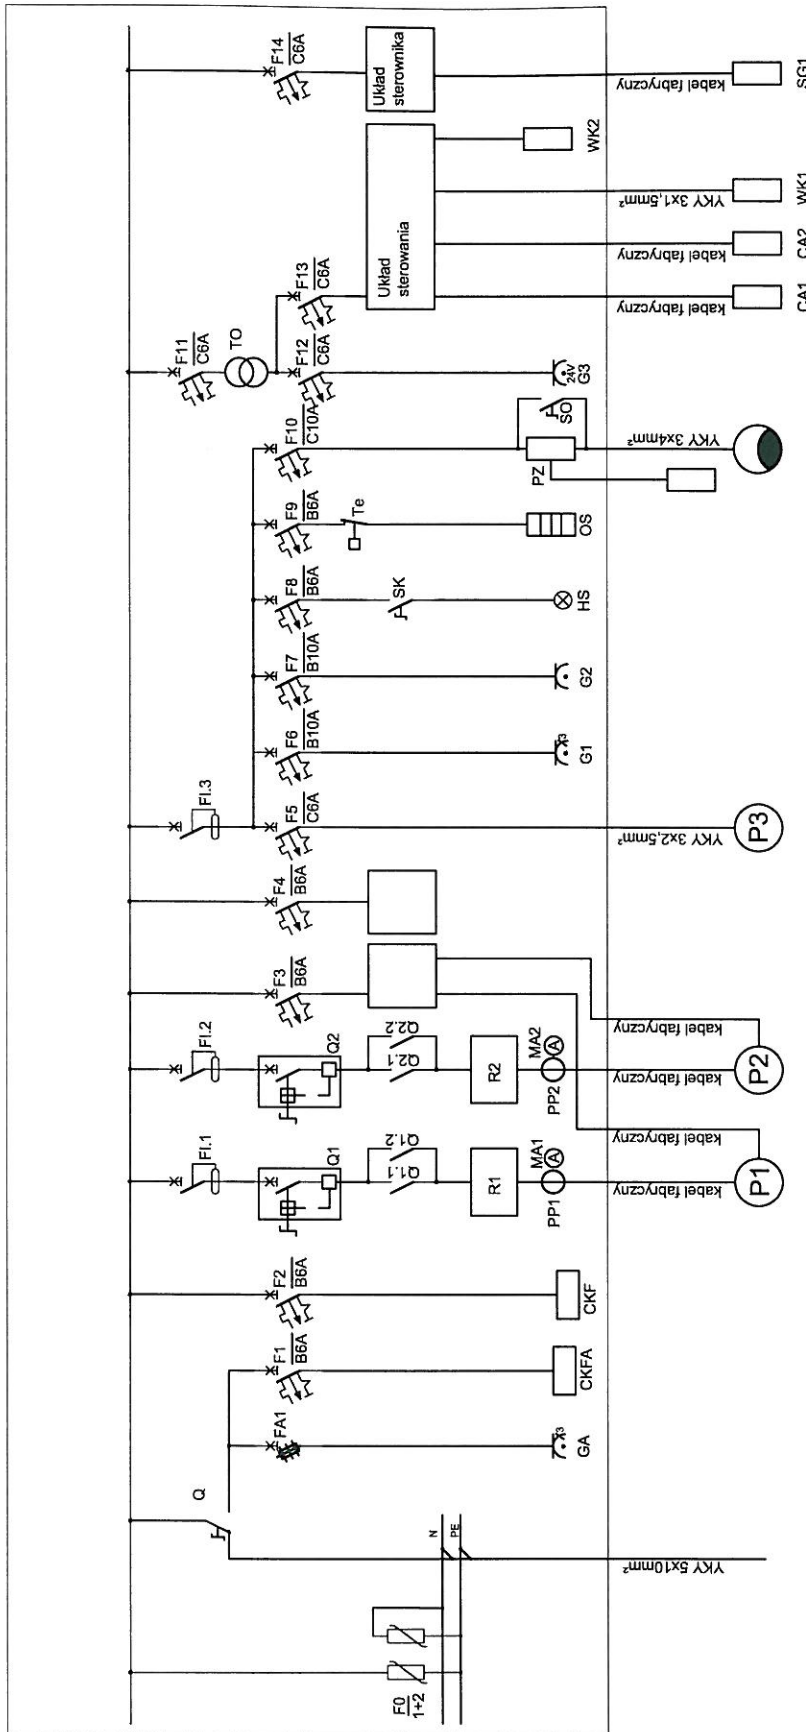 F0
1+2
N
PE
YKY 5x10mm²
Q
FA1
GA
F1
B6A
CKFA
F2
B6A
CKF
FI.1
Q1
Q1.1
Q1.2
R1
MA1
A
PP1
kabel fabryczny
kabel fabryczny
P1
FI.2
Q2
Q2.1
Q2.2
R2
MA2
A
PP2
kabel fabryczny
kabel fabryczny
P2
F3
B6A
F4
B6A
FI.3
F5
C6A
YKY 3x2,5mm²
P3
F6
B10A
x3
G1
F7
B10A
G2
F8
B6A
SK
HS
F9
B6A
Te
OS
F10
C10A
PZ
SO
YKY 3x4mm²
F11
C6A
TO
F12
C6A
24V
G3
F13
C6A
Układ
sterowania
kabel fabryczny
CA1
kabel fabryczny
CA2
YKY 3x1,5mm²
WK1
WK2
F14
C6A
Układ
sterownika
kabel fabryczny
SG1